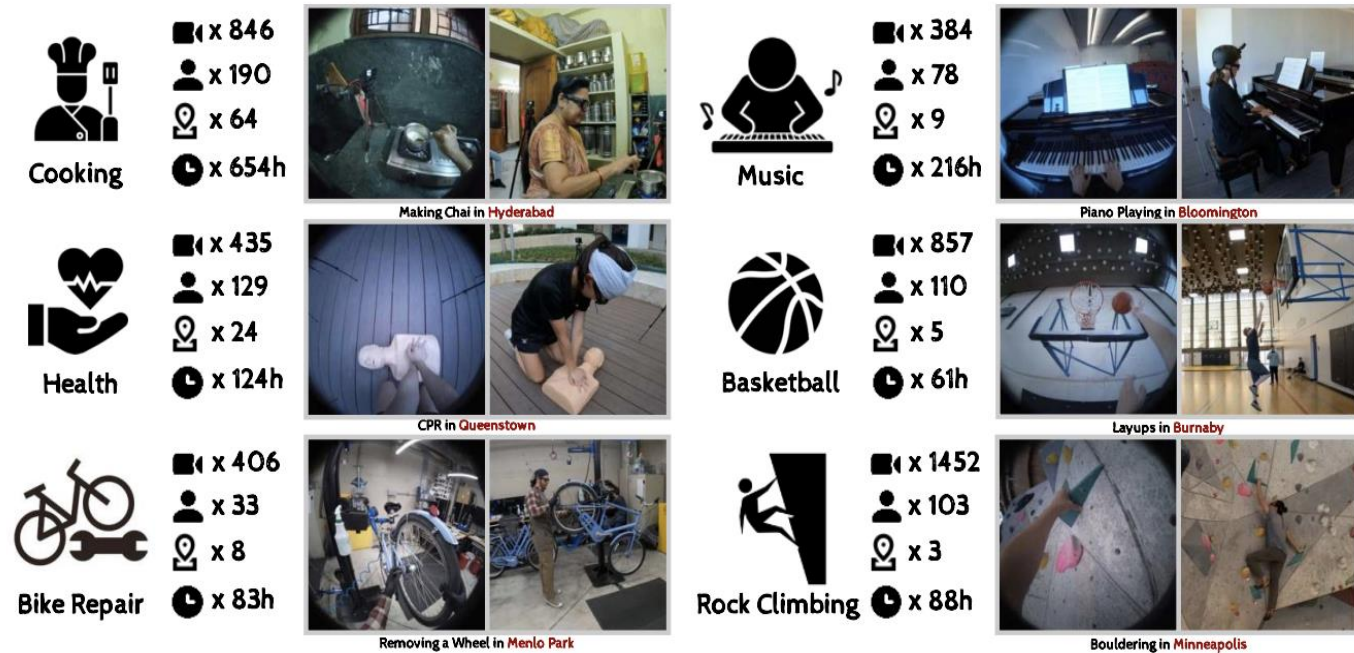 x 846
x 190
x 64
x 654h
Cooking
Making Chai in Hyderabad
x 384
x 78
x 9
x 216h
Music
Piano Playing in Bloomington
x 435
x 129
x 24
x 124h
Health
CPR in Queenstown
x 857
x 110
x 5
x 61h
Basketball
Layups in Burnaby
x 406
x 33
x 8
x 83h
Bike Repair
Removing a Wheel in Menlo Park
x 1452
x 103
x 3
x 88h
Rock Climbing
Bouldering in Minneapolis